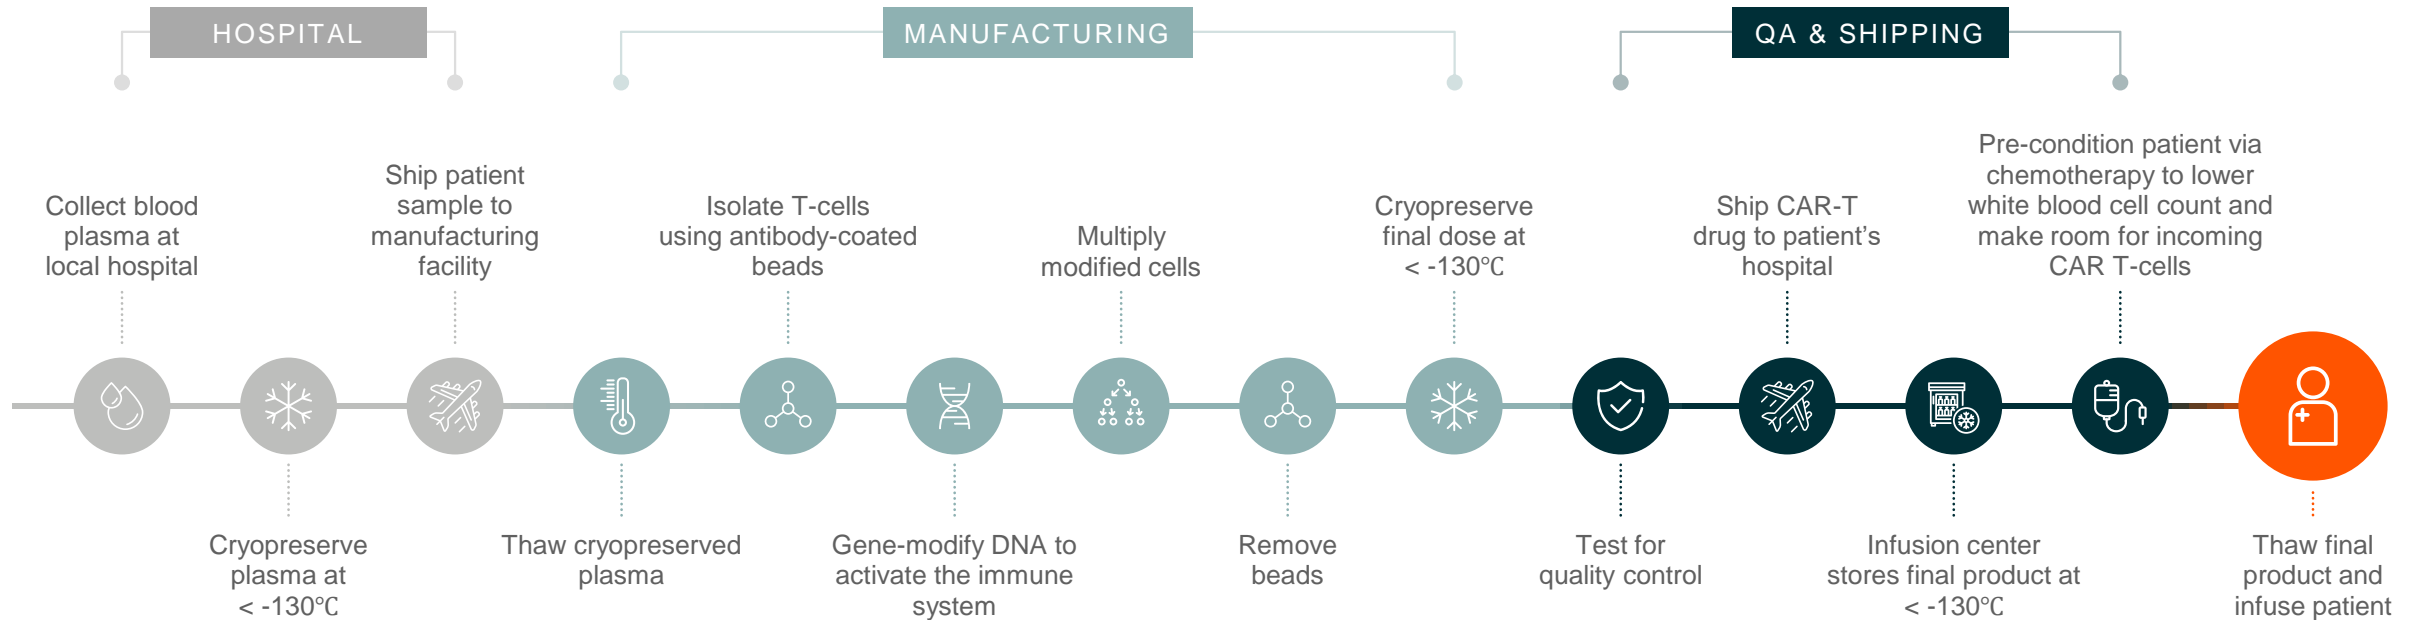 HOSPITAL
MANUFACTURING
QA & SHIPPING
Collect blood
plasma at
local hospital
Cryopreserve
plasma at
< -130℃
Ship patient
sample to
manufacturing
facility
Thaw cryopreserved
plasma
Isolate T-cells
using antibody-coated
beads
Gene-modify DNA to
activate the immune
system
Multiply
modified cells
Remove
beads
Cryopreserve
final dose at
< -130℃
Test for
quality control
Ship CAR-T
drug to patient’s
hospital
Infusion center
stores final product at
< -130℃
Pre-condition patient via
chemotherapy to lower
white blood cell count and
make room for incoming
CAR T-cells
Thaw final
product and
infuse patient